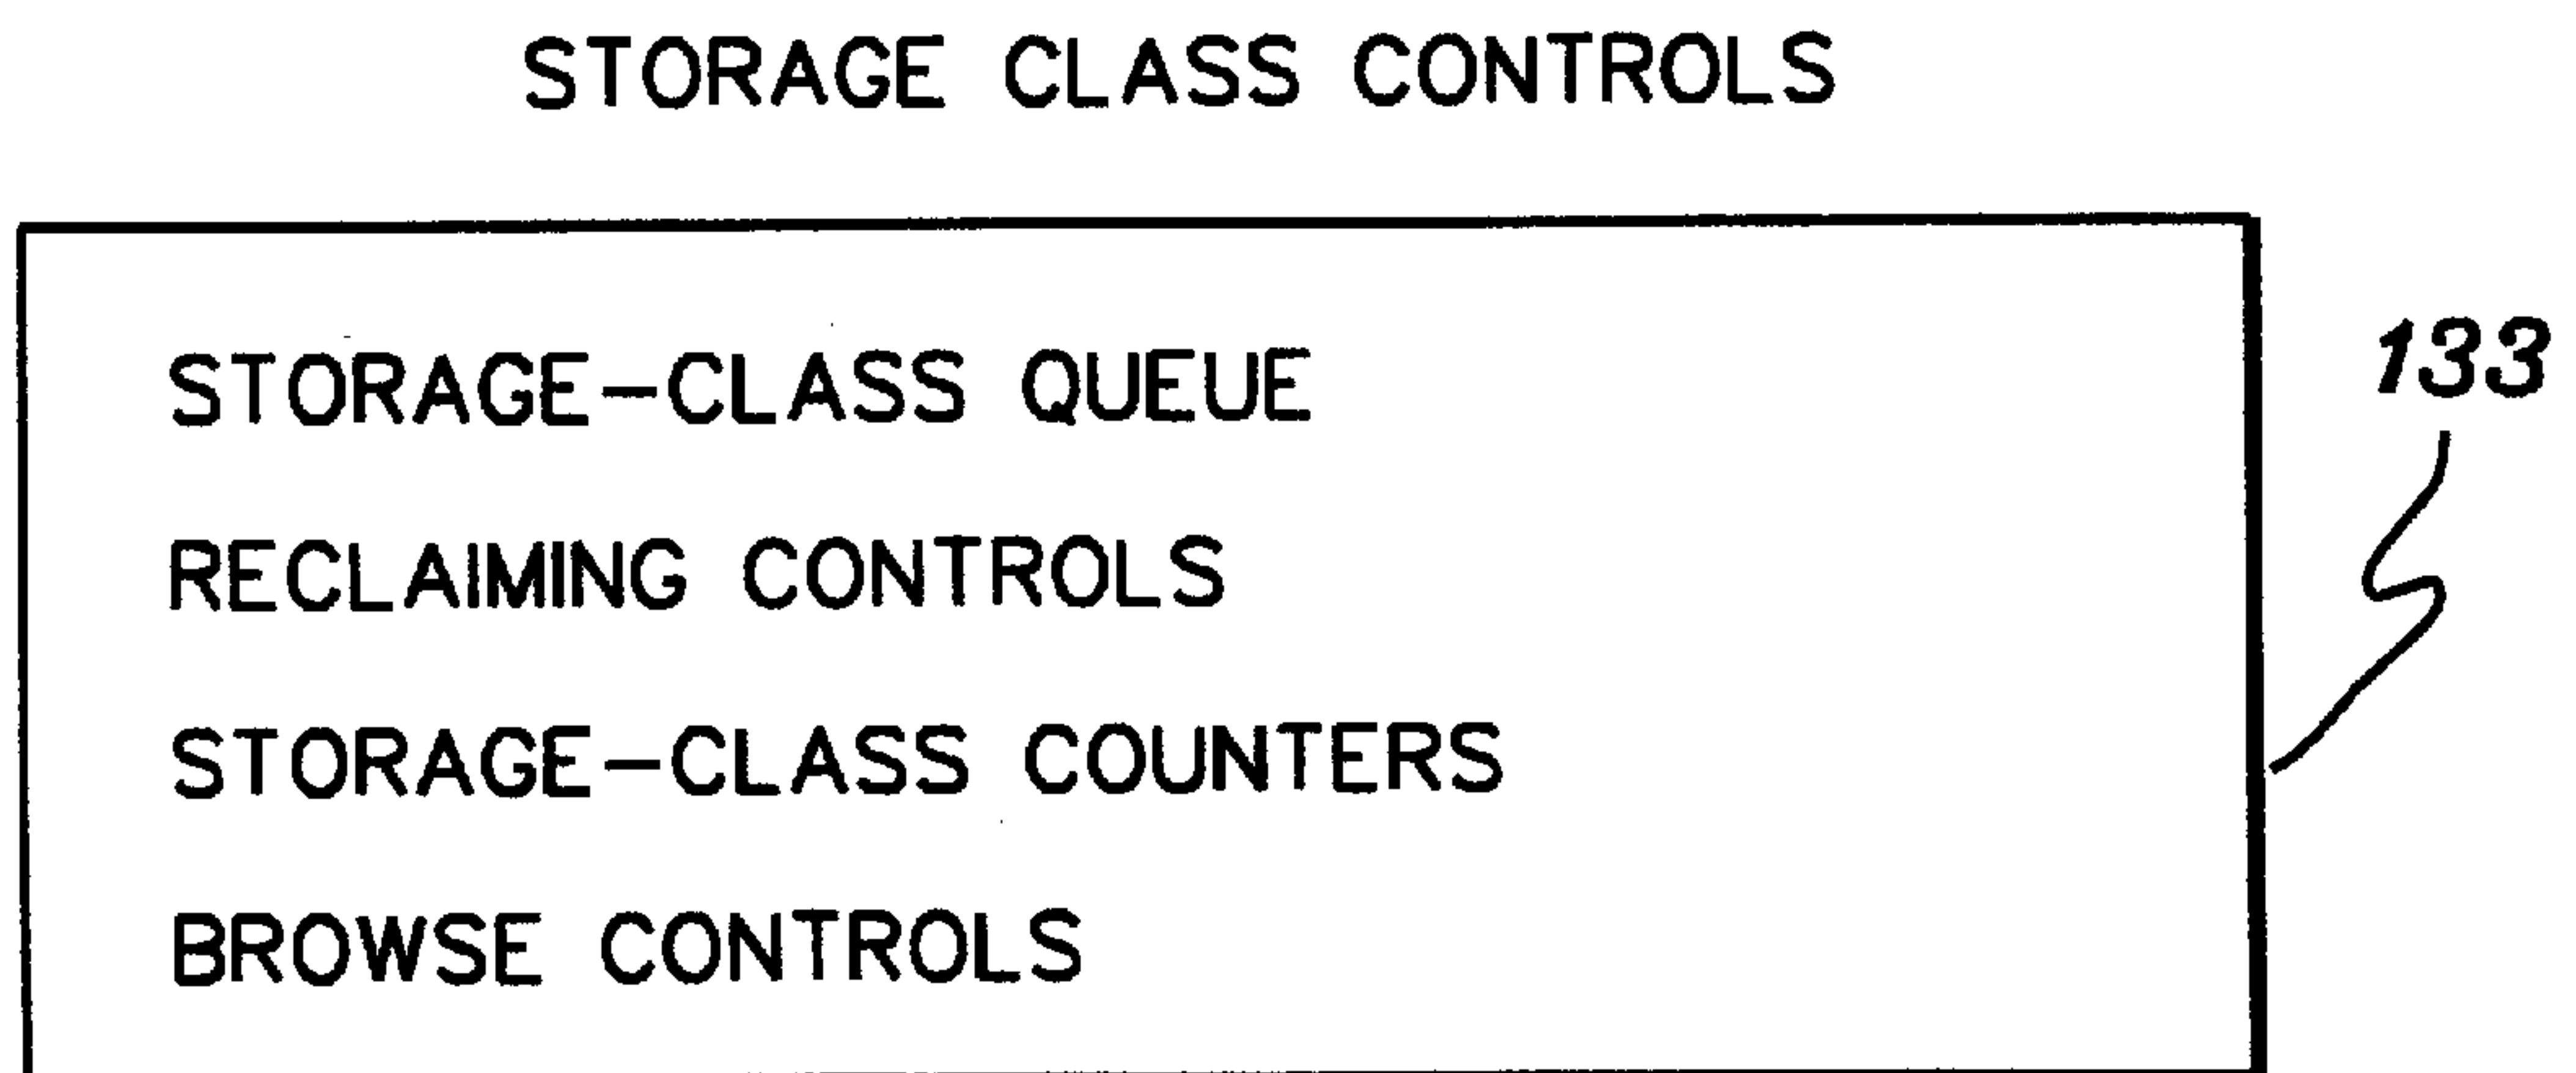 STORAGE CLASS CONTROLS
STORAGE-CLASS QUEUE
133
RECLAIMING CONTROLS
STORAGE-CLASS COUNTERS
BROWSE CONTROLS